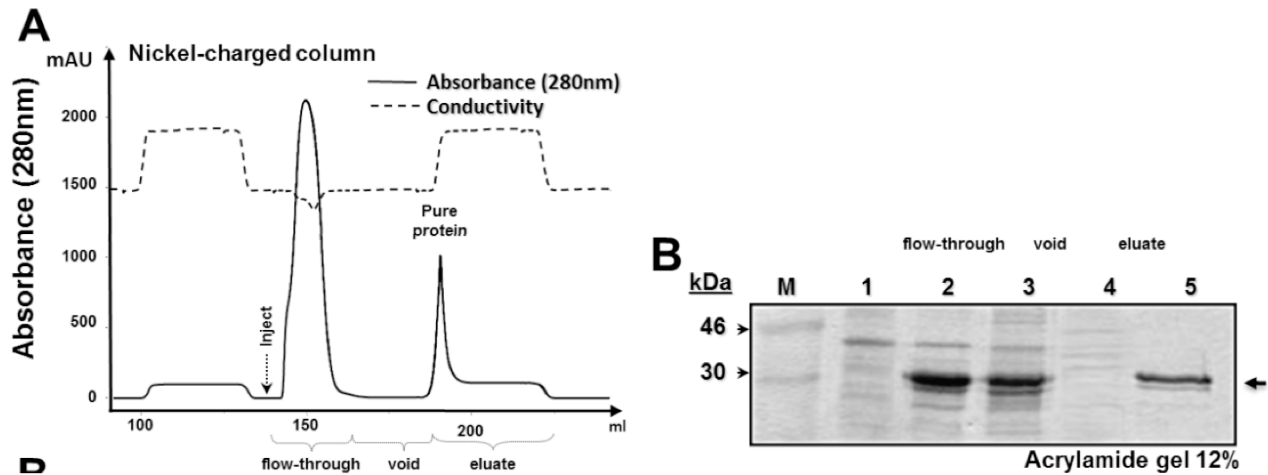 A
mAU
Nickel-charged column
Absorbance (280nm)
Conductivity
Absorbance (280nm)
2000
1500
1000
500
0
Pure
protein
Inject
100
150
200
ml
flow-through void eluate
B
flow-through void eluate
kDa M 1 2 3 4 5
46
30
Acrylamide gel 12%